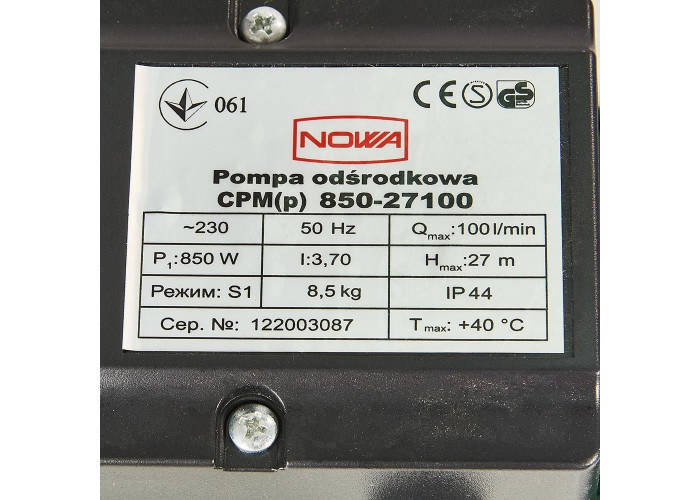 061
CE S GS
NOWA
Pompa odśrodkowa
CPM(p) 850-27100
~230 50 Hz Qmax:100 l/min
P1:850 W I:3,70 Hmax:27 m
Режим: S1 8,5 kg IP 44
Сер. №: 122003087 Tmax: +40 °C